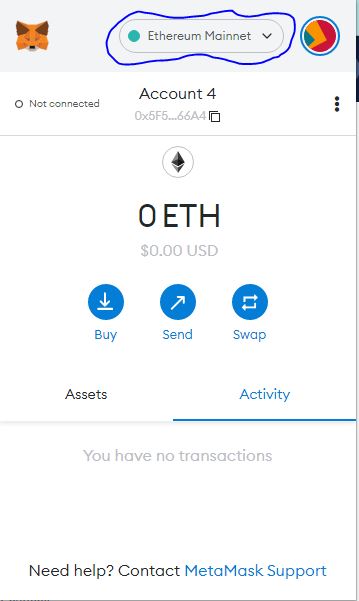 Ethereum Mainnet
Not connected
Account 4
0x5F5...66A4
0 ETH
$0.00 USD
Buy Send Swap
Assets Activity
You have no transactions
Need help? Contact MetaMask Support